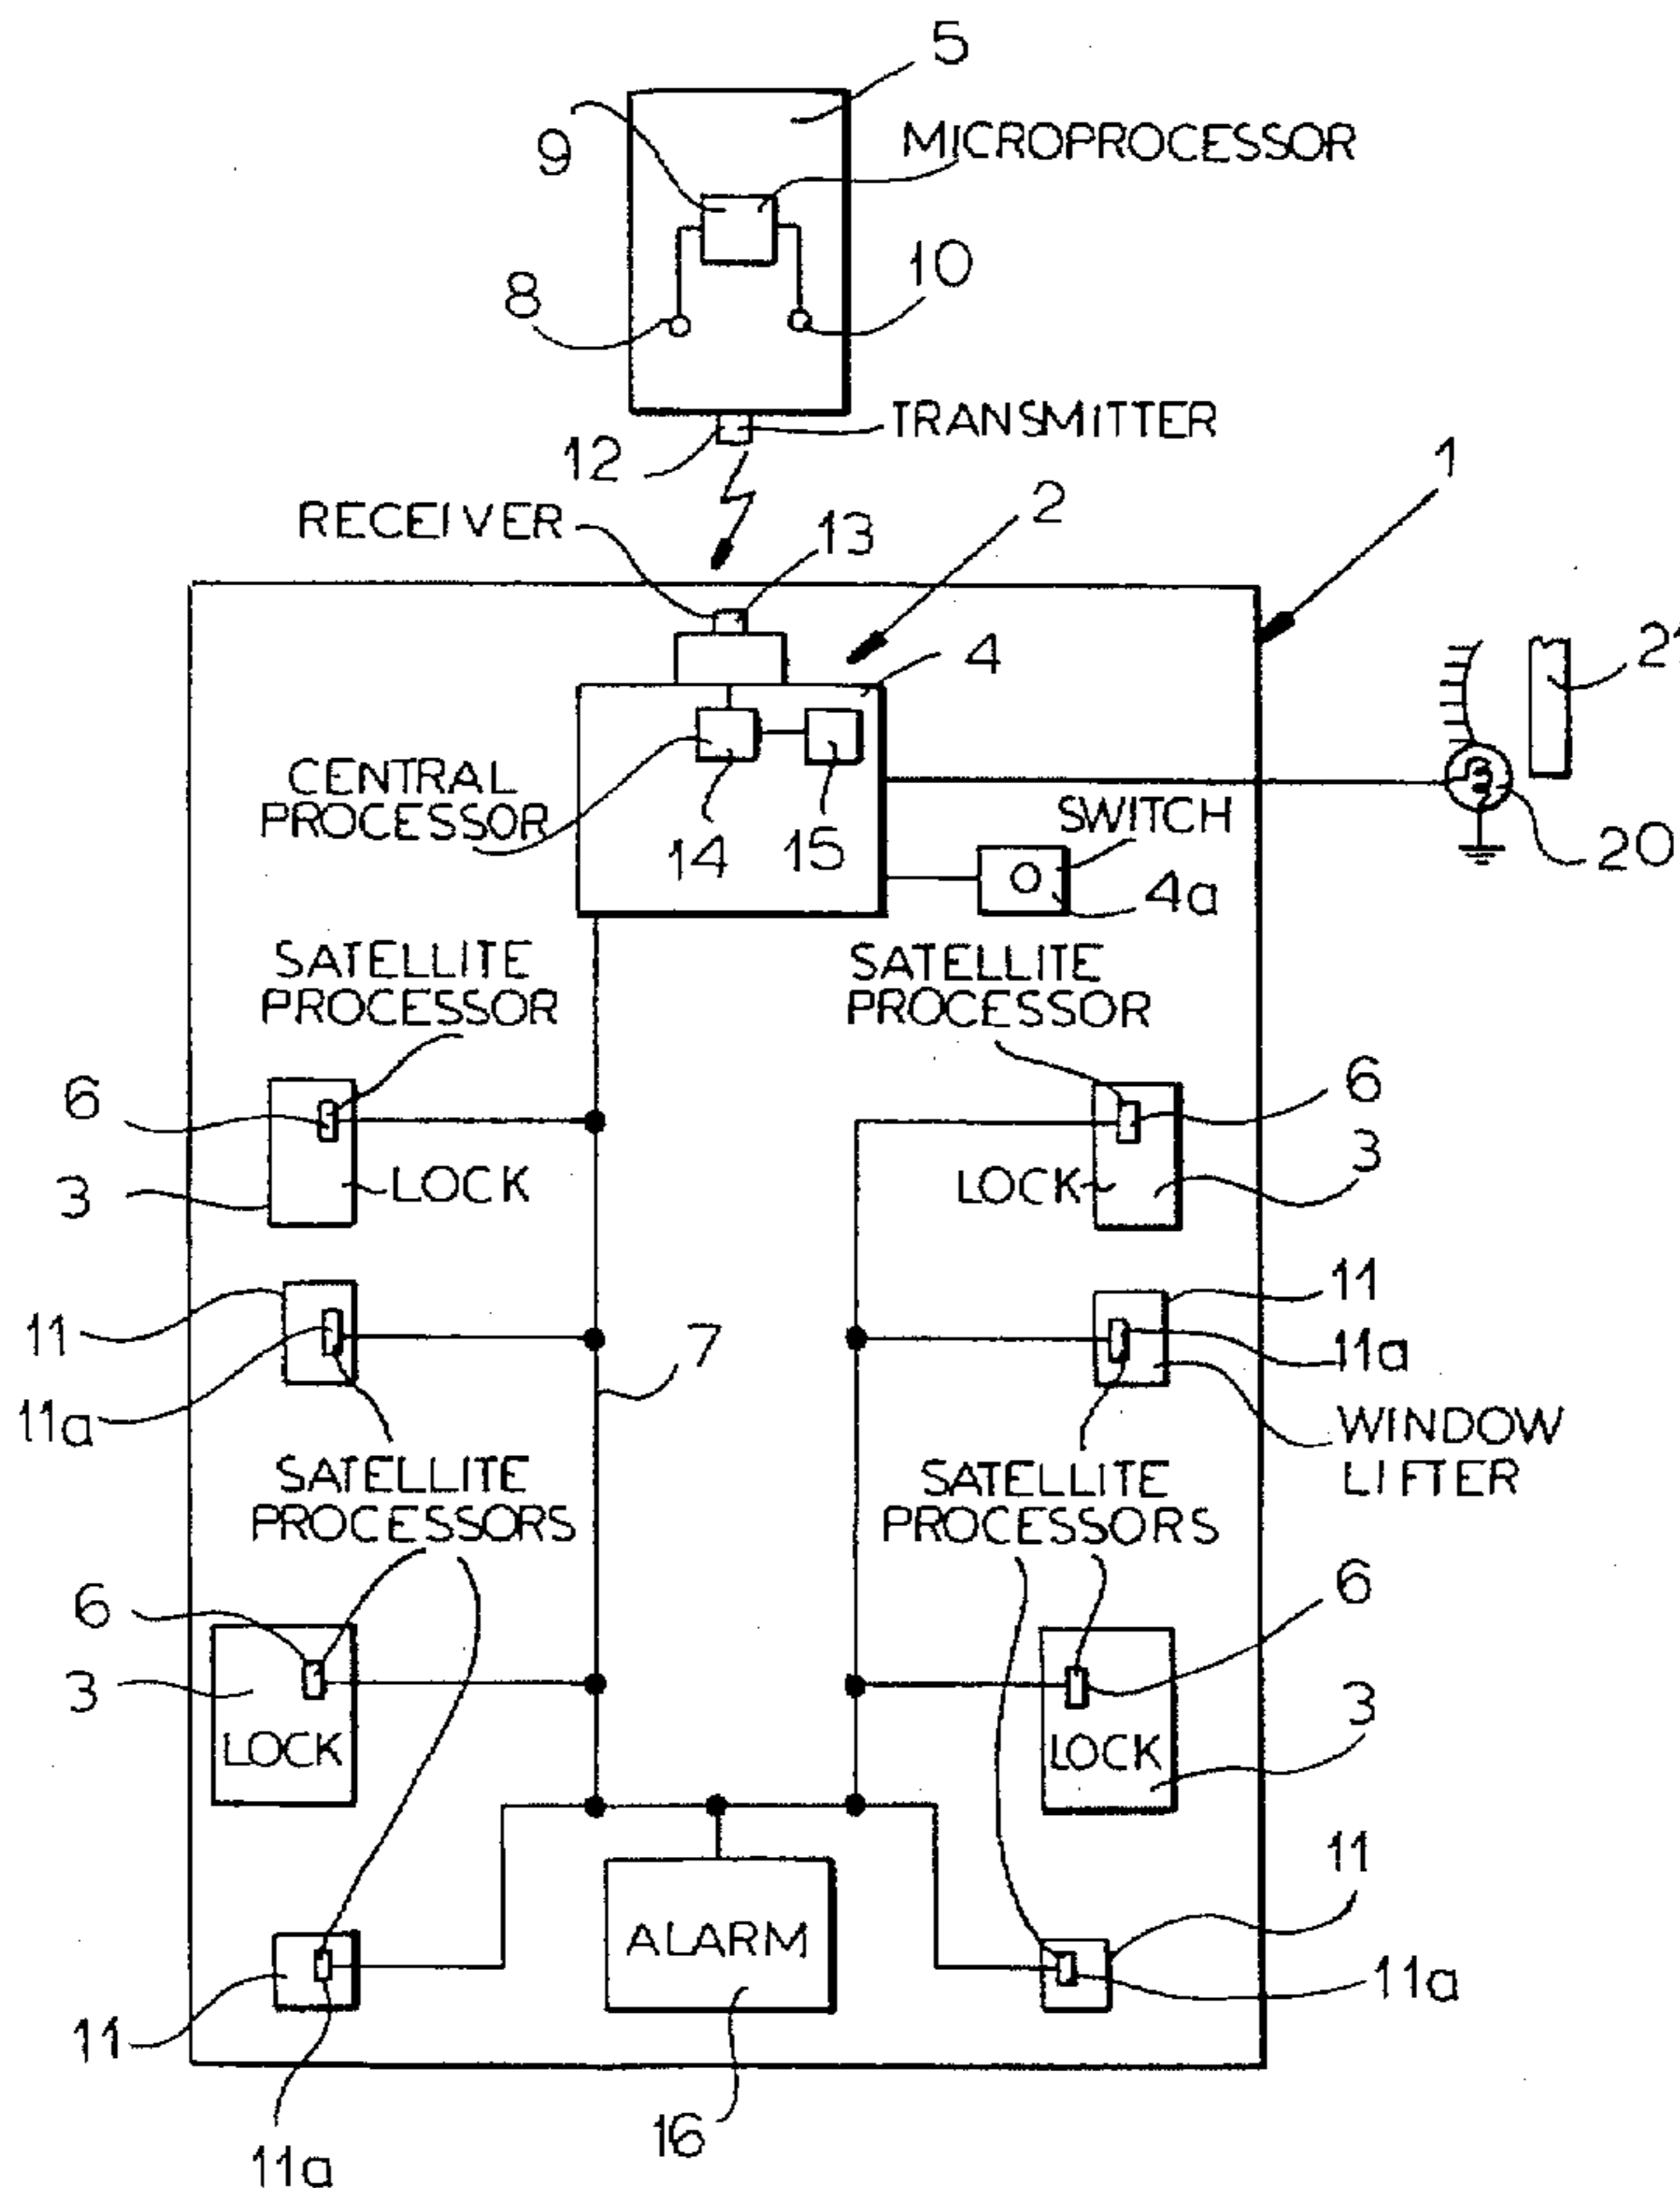 5
9
MICROPROCESSOR
8
10
TRANSMITTER
12
1
RECEIVER
13
2
4
CENTRAL
PROCESSOR
14
15
SWITCH
4a
20
SATELLITE
PROCESSOR
SATELLITE
PROCESSOR
6
6
3
LOCK
LOCK
3
11
11
7
11a
11a
WINDOW
LIFTER
SATELLITE
PROCESSORS
SATELLITE
PROCESSORS
6
6
3
LOCK
LOCK
3
ALARM
11
11
11a
16
11a